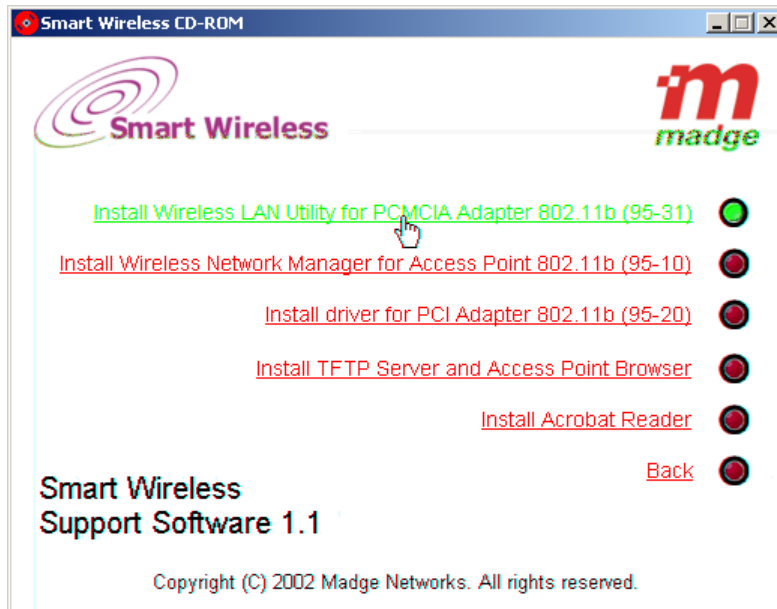 Smart Wireless CD-ROM
Smart Wireless
madge
Install Wireless LAN Utility for PCMCIA Adapter 802.11b (95-31)
Install Wireless Network Manager for Access Point 802.11b (95-10)
Install driver for PCI Adapter 802.11b (95-20)
Install TFTP Server and Access Point Browser
Install Acrobat Reader
Back
Smart Wireless
Support Software 1.1
Copyright (C) 2002 Madge Networks. All rights reserved.